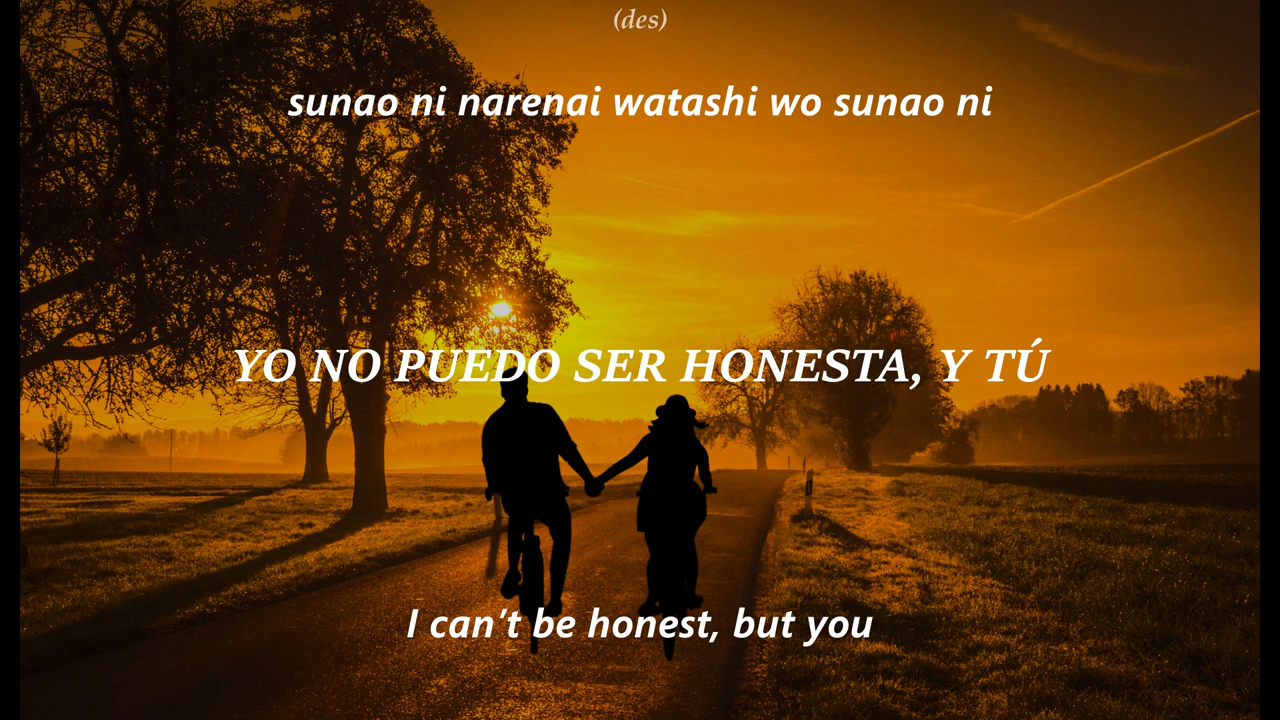 (des)
sunao ni narenai watashi wo sunao ni
YO NO PUEDO SER HONESTA, Y TÚ
I can't be honest, but you